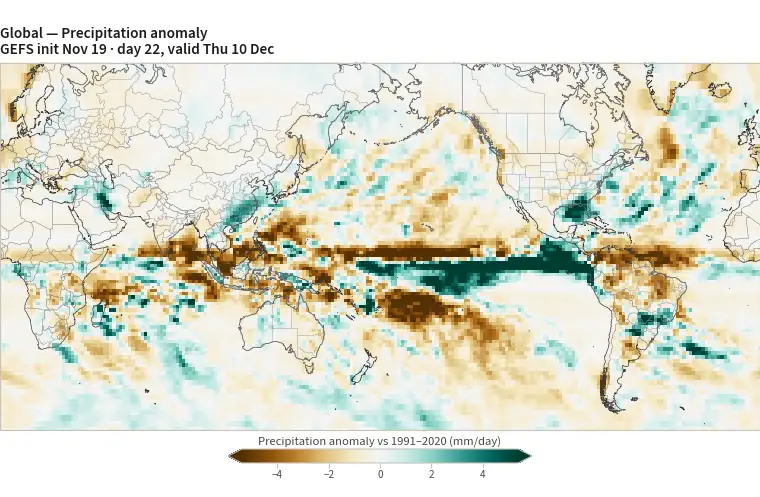 Global — Precipitation anomaly
GEFS init Nov 19 · day 22, valid Thu 10 Dec
Precipitation anomaly vs 1991–2020 (mm/day)
−4 −2 0 2 4